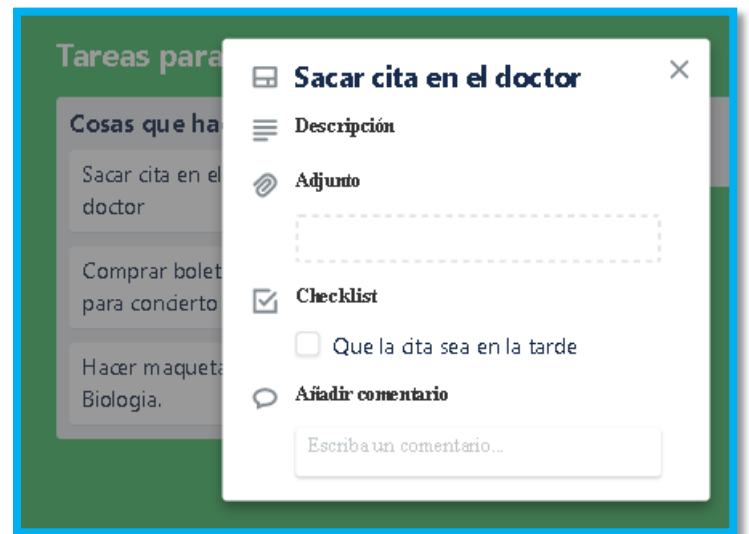 Tareas para
Cosas que ha
Sacar cita en el
doctor
Comprar bolet
para concierto
Hacer maqueta
Biologia.
Sacar cita en el doctor
Descripción
Adjunto
Checklist
Que la cita sea en la tarde
Añadir comentario
Escriba un comentario...